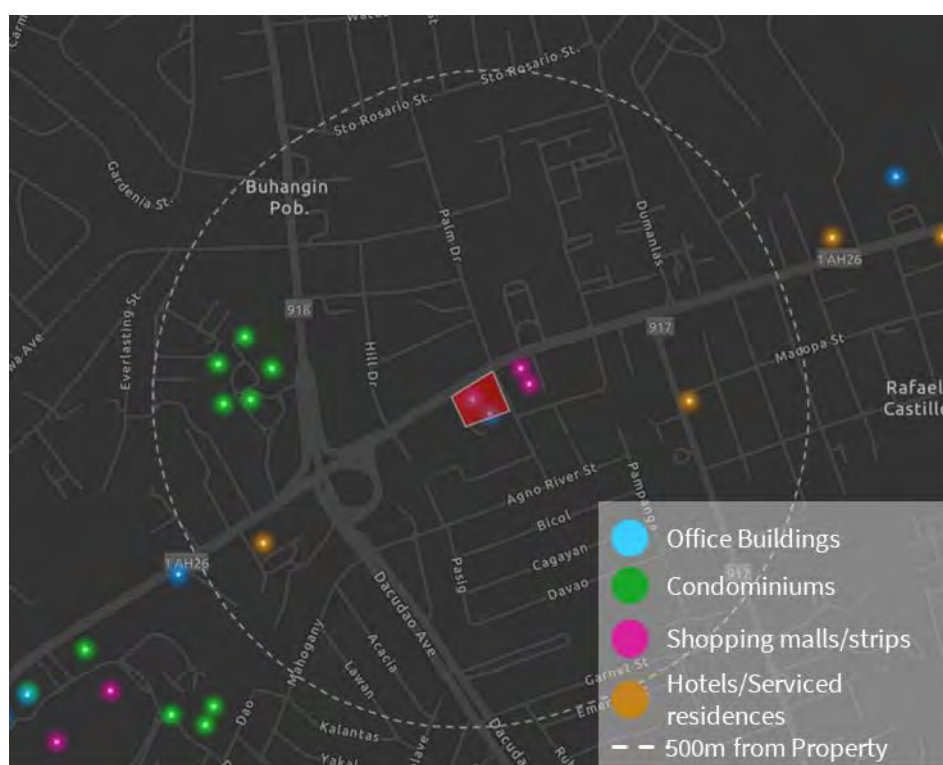 Sto Rosario St.
Sto Rosario St.
Gardenia St.
Buhangin
Pob.
Palm Dr
Dumanlas
1 AH26
918
917
Everlasting St
Hill Dr
Madopa St
Rafael
Castillo
Agno River St
Pampanga
Bicol
Cagayan
Davao
Pasig
1 AH26
Dacudao Ave
Mahogany
Acacia
Lawan
Dao
Kalantas
917
Garnet St
Office Buildings
Condominiums
Shopping malls/strips
Hotels/Serviced
residences
500m from Property